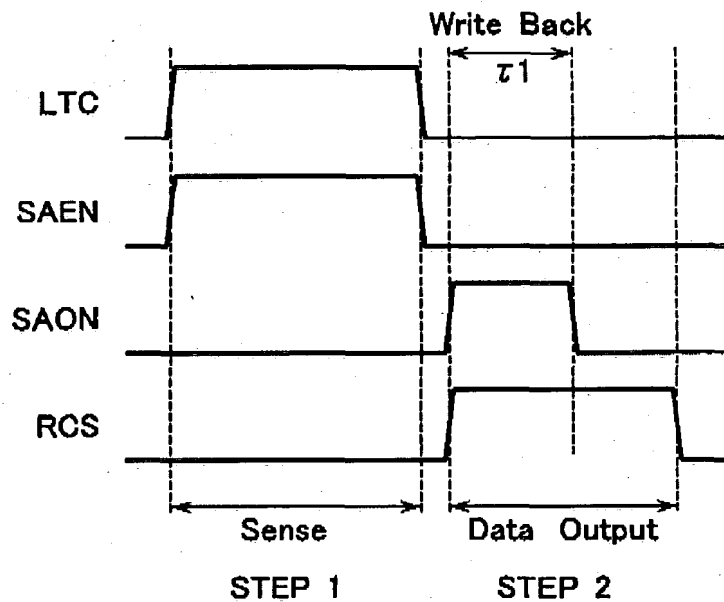 Write Back
τ1
LTC
SAEN
SAON
RCS
Sense
Data Output
STEP 1
STEP 2